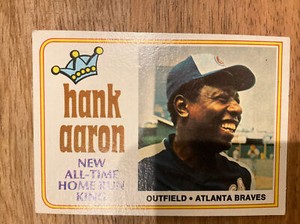 hank
aaron
NEW
ALL-TIME
HOME RUN
KING
OUTFIELD • ATLANTA BRAVES